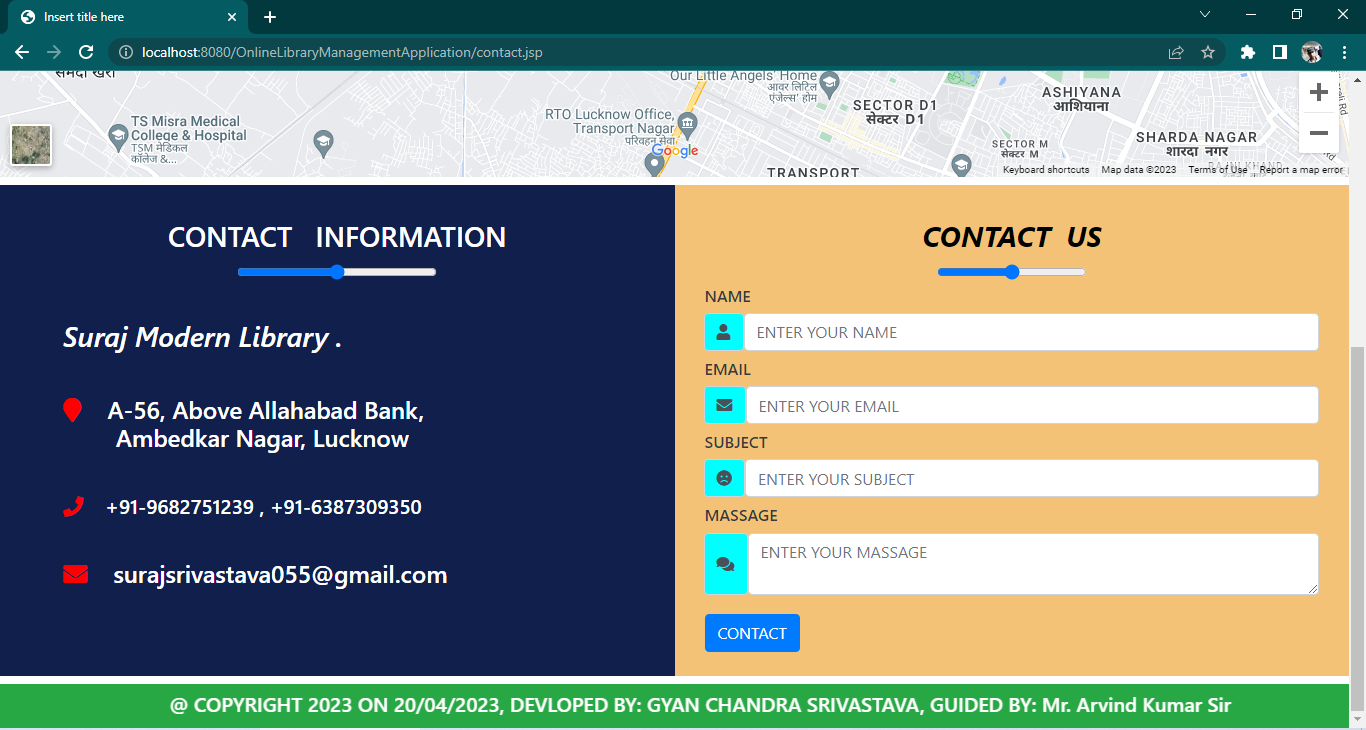 Insert title here
localhost:8080/OnlineLibraryManagementApplication/contact.jsp
समदा खेरा
Our Little Angels' Home
आवर लिटिल
एंजेल्स' होम
ASHIYANA
आशियाना
SECTOR D1
सेक्टर D1
TS Misra Medical
College & Hospital
TSM मेडिकल
कॉलेज &...
RTO Lucknow Office,
Transport Nagar
परिवहन सेवा
Google
SECTOR M
सेक्टर M
SHARDA NAGAR
शारदा नगर
TRANSPORT
Keyboard shortcuts Map data ©2023 Terms of Use Report a map error
CONTACT INFORMATION
Suraj Modern Library .
A-56, Above Allahabad Bank,
Ambedkar Nagar, Lucknow
+91-9682751239 , +91-6387309350
surajsrivastava055@gmail.com
CONTACT US
NAME
ENTER YOUR NAME
EMAIL
ENTER YOUR EMAIL
SUBJECT
ENTER YOUR SUBJECT
MASSAGE
ENTER YOUR MASSAGE
CONTACT
@ COPYRIGHT 2023 ON 20/04/2023, DEVLOPED BY: GYAN CHANDRA SRIVASTAVA, GUIDED BY: Mr. Arvind Kumar Sir